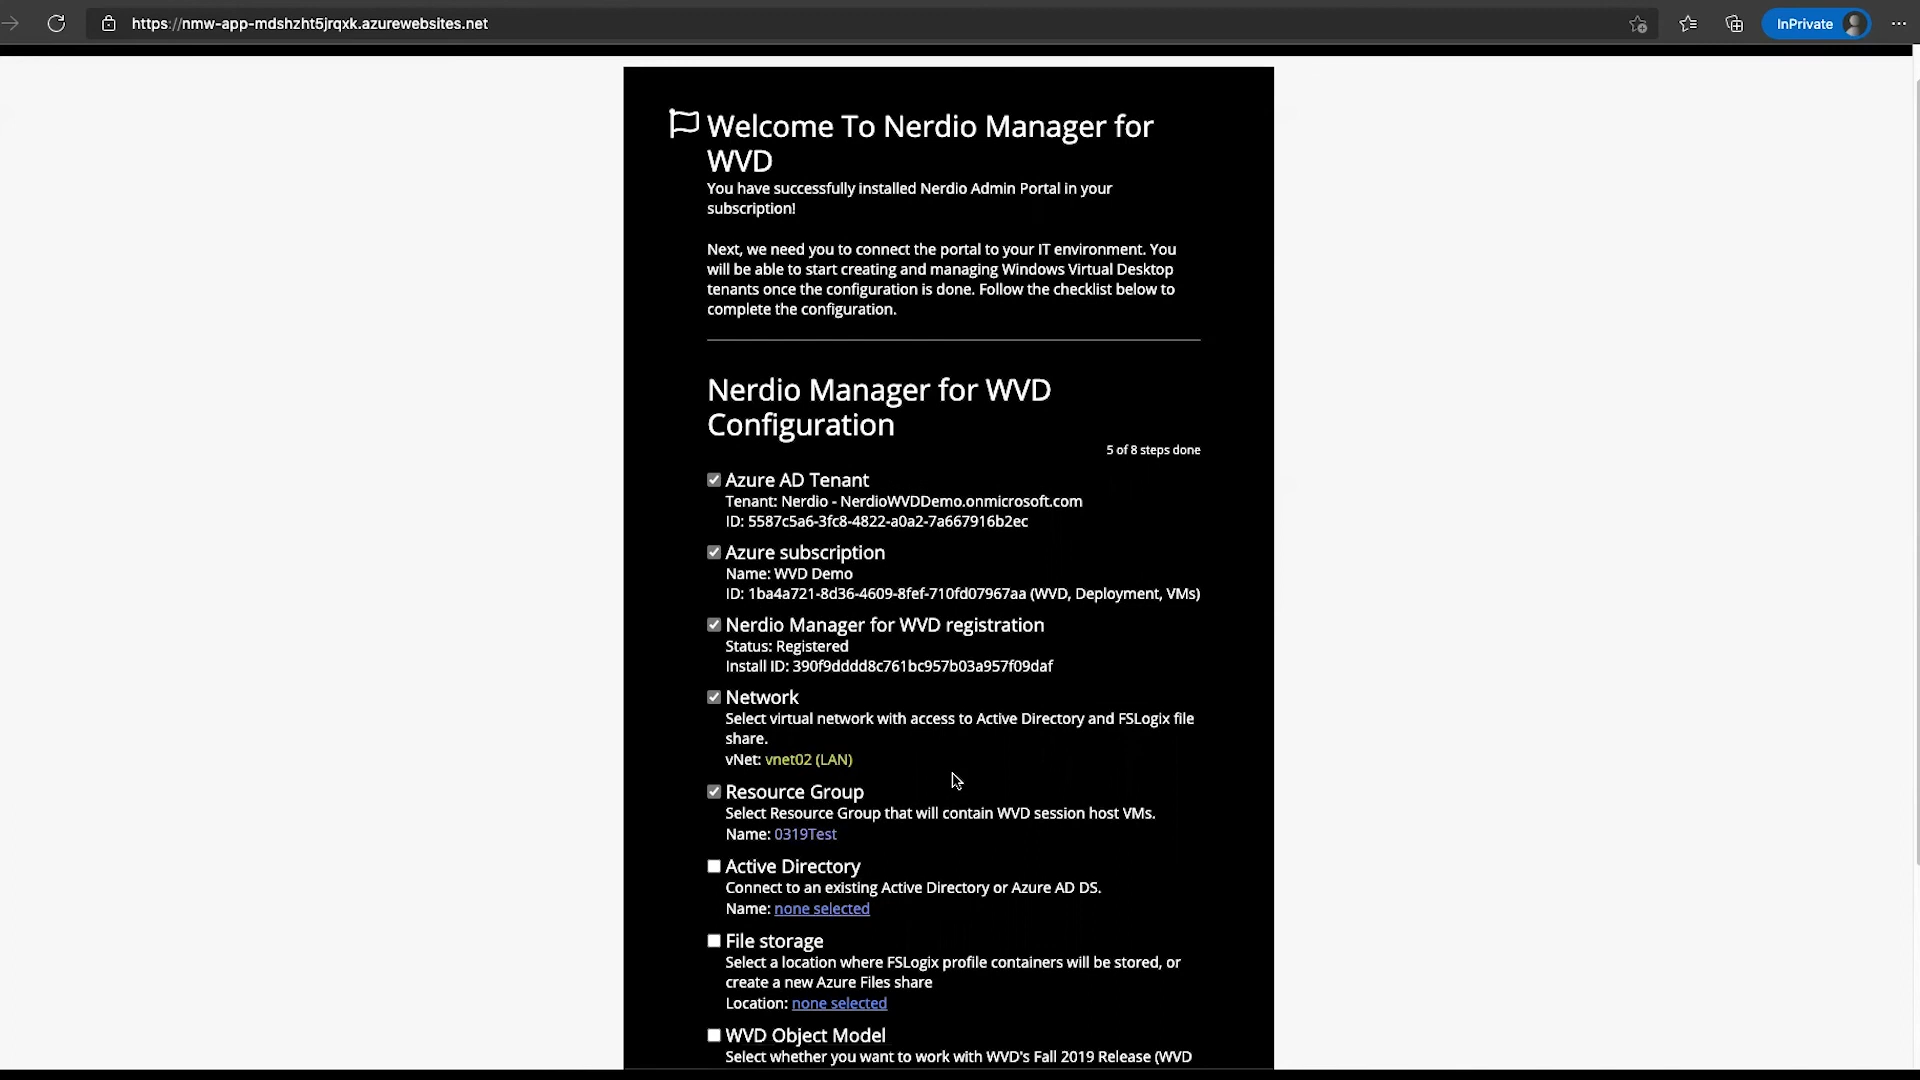 https://nmw-app-mdshzht5jrqxk.azurewebsites.net
InPrivate
Welcome To Nerdio Manager for
WVD
You have successfully installed Nerdio Admin Portal in your
subscription!
Next, we need you to connect the portal to your IT environment. You
will be able to start creating and managing Windows Virtual Desktop
tenants once the configuration is done. Follow the checklist below to
complete the configuration.
Nerdio Manager for WVD
Configuration
5 of 8 steps done
Azure AD Tenant
Tenant: Nerdio - NerdioWVDDemo.onmicrosoft.com
ID: 5587c5a6-3fc8-4822-a0a2-7a667916b2ec
Azure subscription
Name: WVD Demo
ID: 1ba4a721-8d36-4609-8fef-710fd07967aa (WVD, Deployment, VMs)
Nerdio Manager for WVD registration
Status: Registered
Install ID: 390f9dddd8c761bc957b03a957f09daf
Network
Select virtual network with access to Active Directory and FSLogix file
share.
vNet: vnet02 (LAN)
Resource Group
Select Resource Group that will contain WVD session host VMs.
Name: 0319Test
Active Directory
Connect to an existing Active Directory or Azure AD DS.
Name: none selected
File storage
Select a location where FSLogix profile containers will be stored, or
create a new Azure Files share
Location: none selected
WVD Object Model
Select whether you want to work with WVD's Fall 2019 Release (WVD